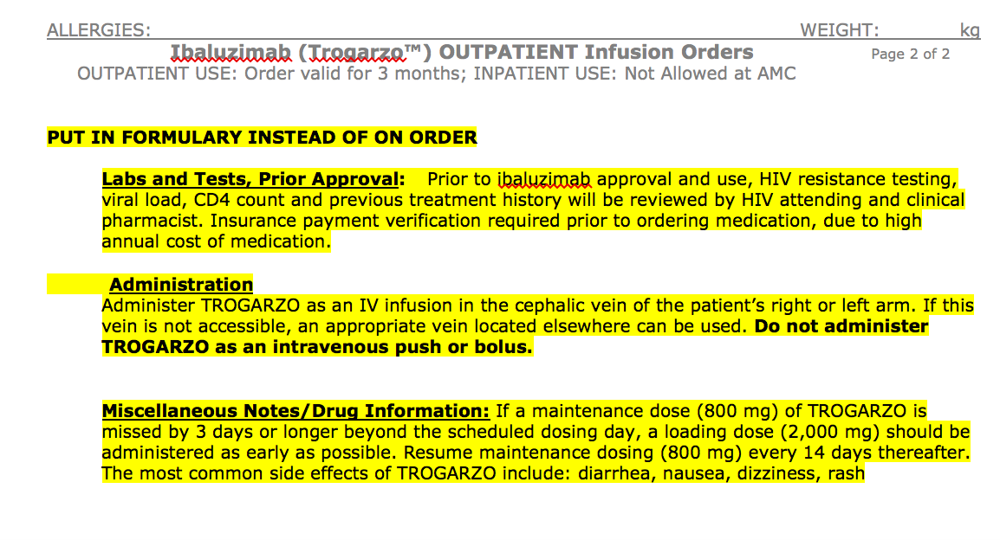 ALLERGIES: WEIGHT: kg
Ibaluzimab (Trogarzo™) OUTPATIENT Infusion Orders Page 2 of 2
OUTPATIENT USE: Order valid for 3 months; INPATIENT USE: Not Allowed at AMC
PUT IN FORMULARY INSTEAD OF ON ORDER
Labs and Tests, Prior Approval: Prior to ibaluzimab approval and use, HIV resistance testing,
viral load, CD4 count and previous treatment history will be reviewed by HIV attending and clinical
pharmacist. Insurance payment verification required prior to ordering medication, due to high
annual cost of medication.
Administration
Administer TROGARZO as an IV infusion in the cephalic vein of the patient’s right or left arm. If this
vein is not accessible, an appropriate vein located elsewhere can be used. Do not administer
TROGARZO as an intravenous push or bolus.
Miscellaneous Notes/Drug Information: If a maintenance dose (800 mg) of TROGARZO is
missed by 3 days or longer beyond the scheduled dosing day, a loading dose (2,000 mg) should be
administered as early as possible. Resume maintenance dosing (800 mg) every 14 days thereafter.
The most common side effects of TROGARZO include: diarrhea, nausea, dizziness, rash